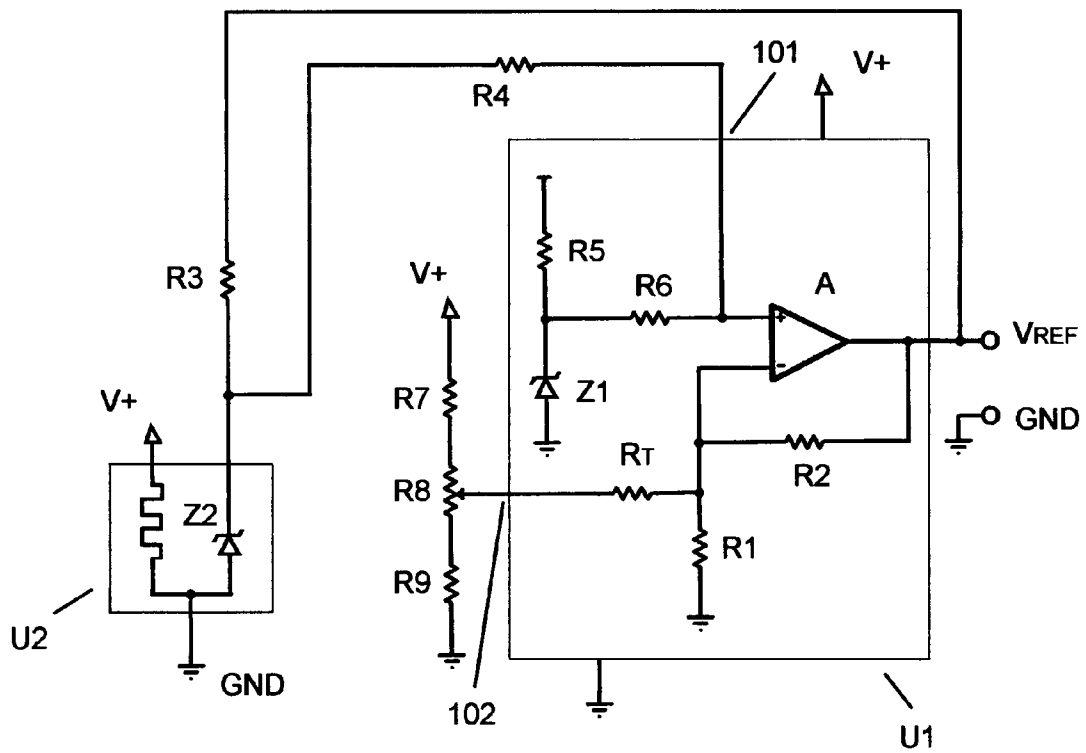 101
V+
R4
R5
R3
V+
R6
A
VREF
V+
R7
Z1
GND
RT
R2
R8
Z2
R1
R9
U2
GND
102
U1